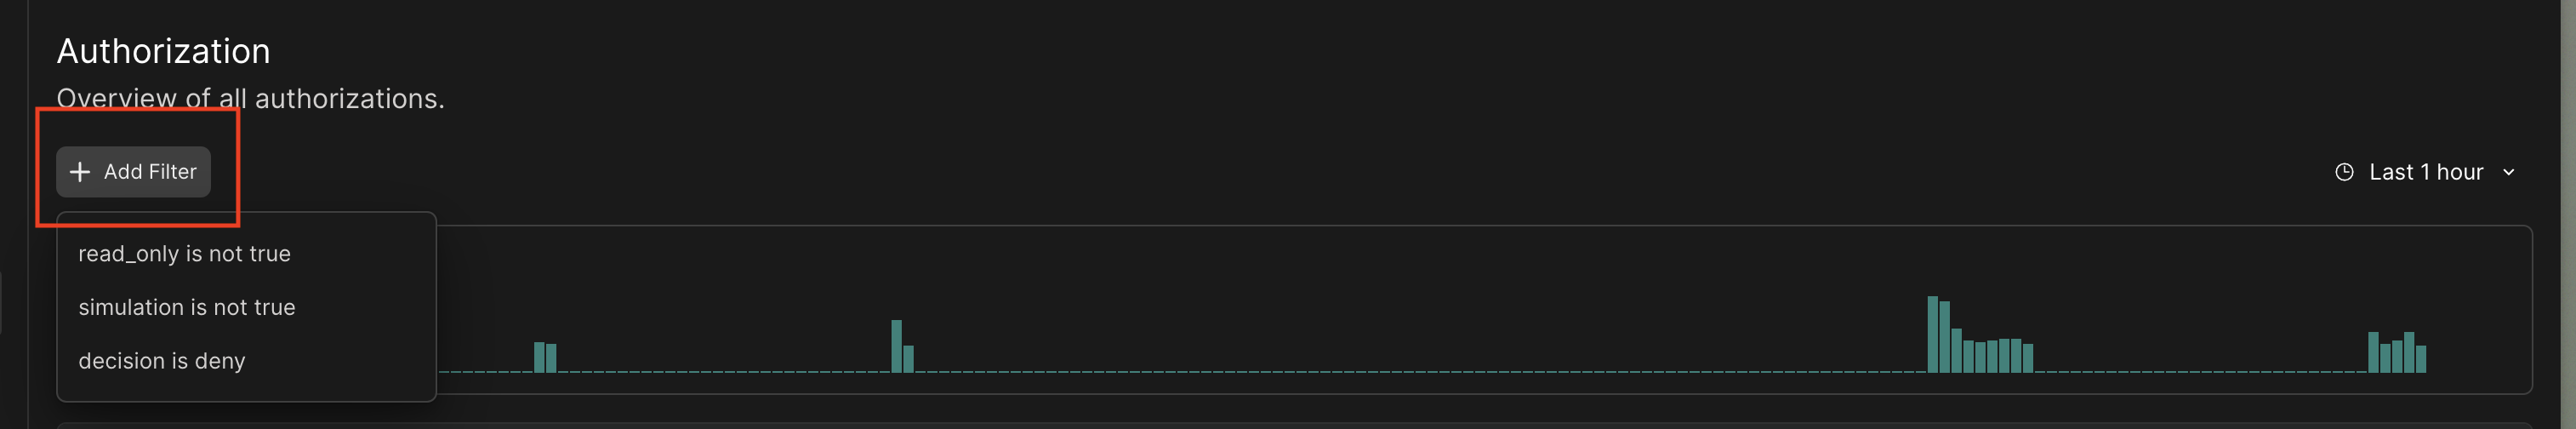 Authorization
Overview of all authorizations.
Add Filter
Last 1 hour
read_only is not true
simulation is not true
decision is deny